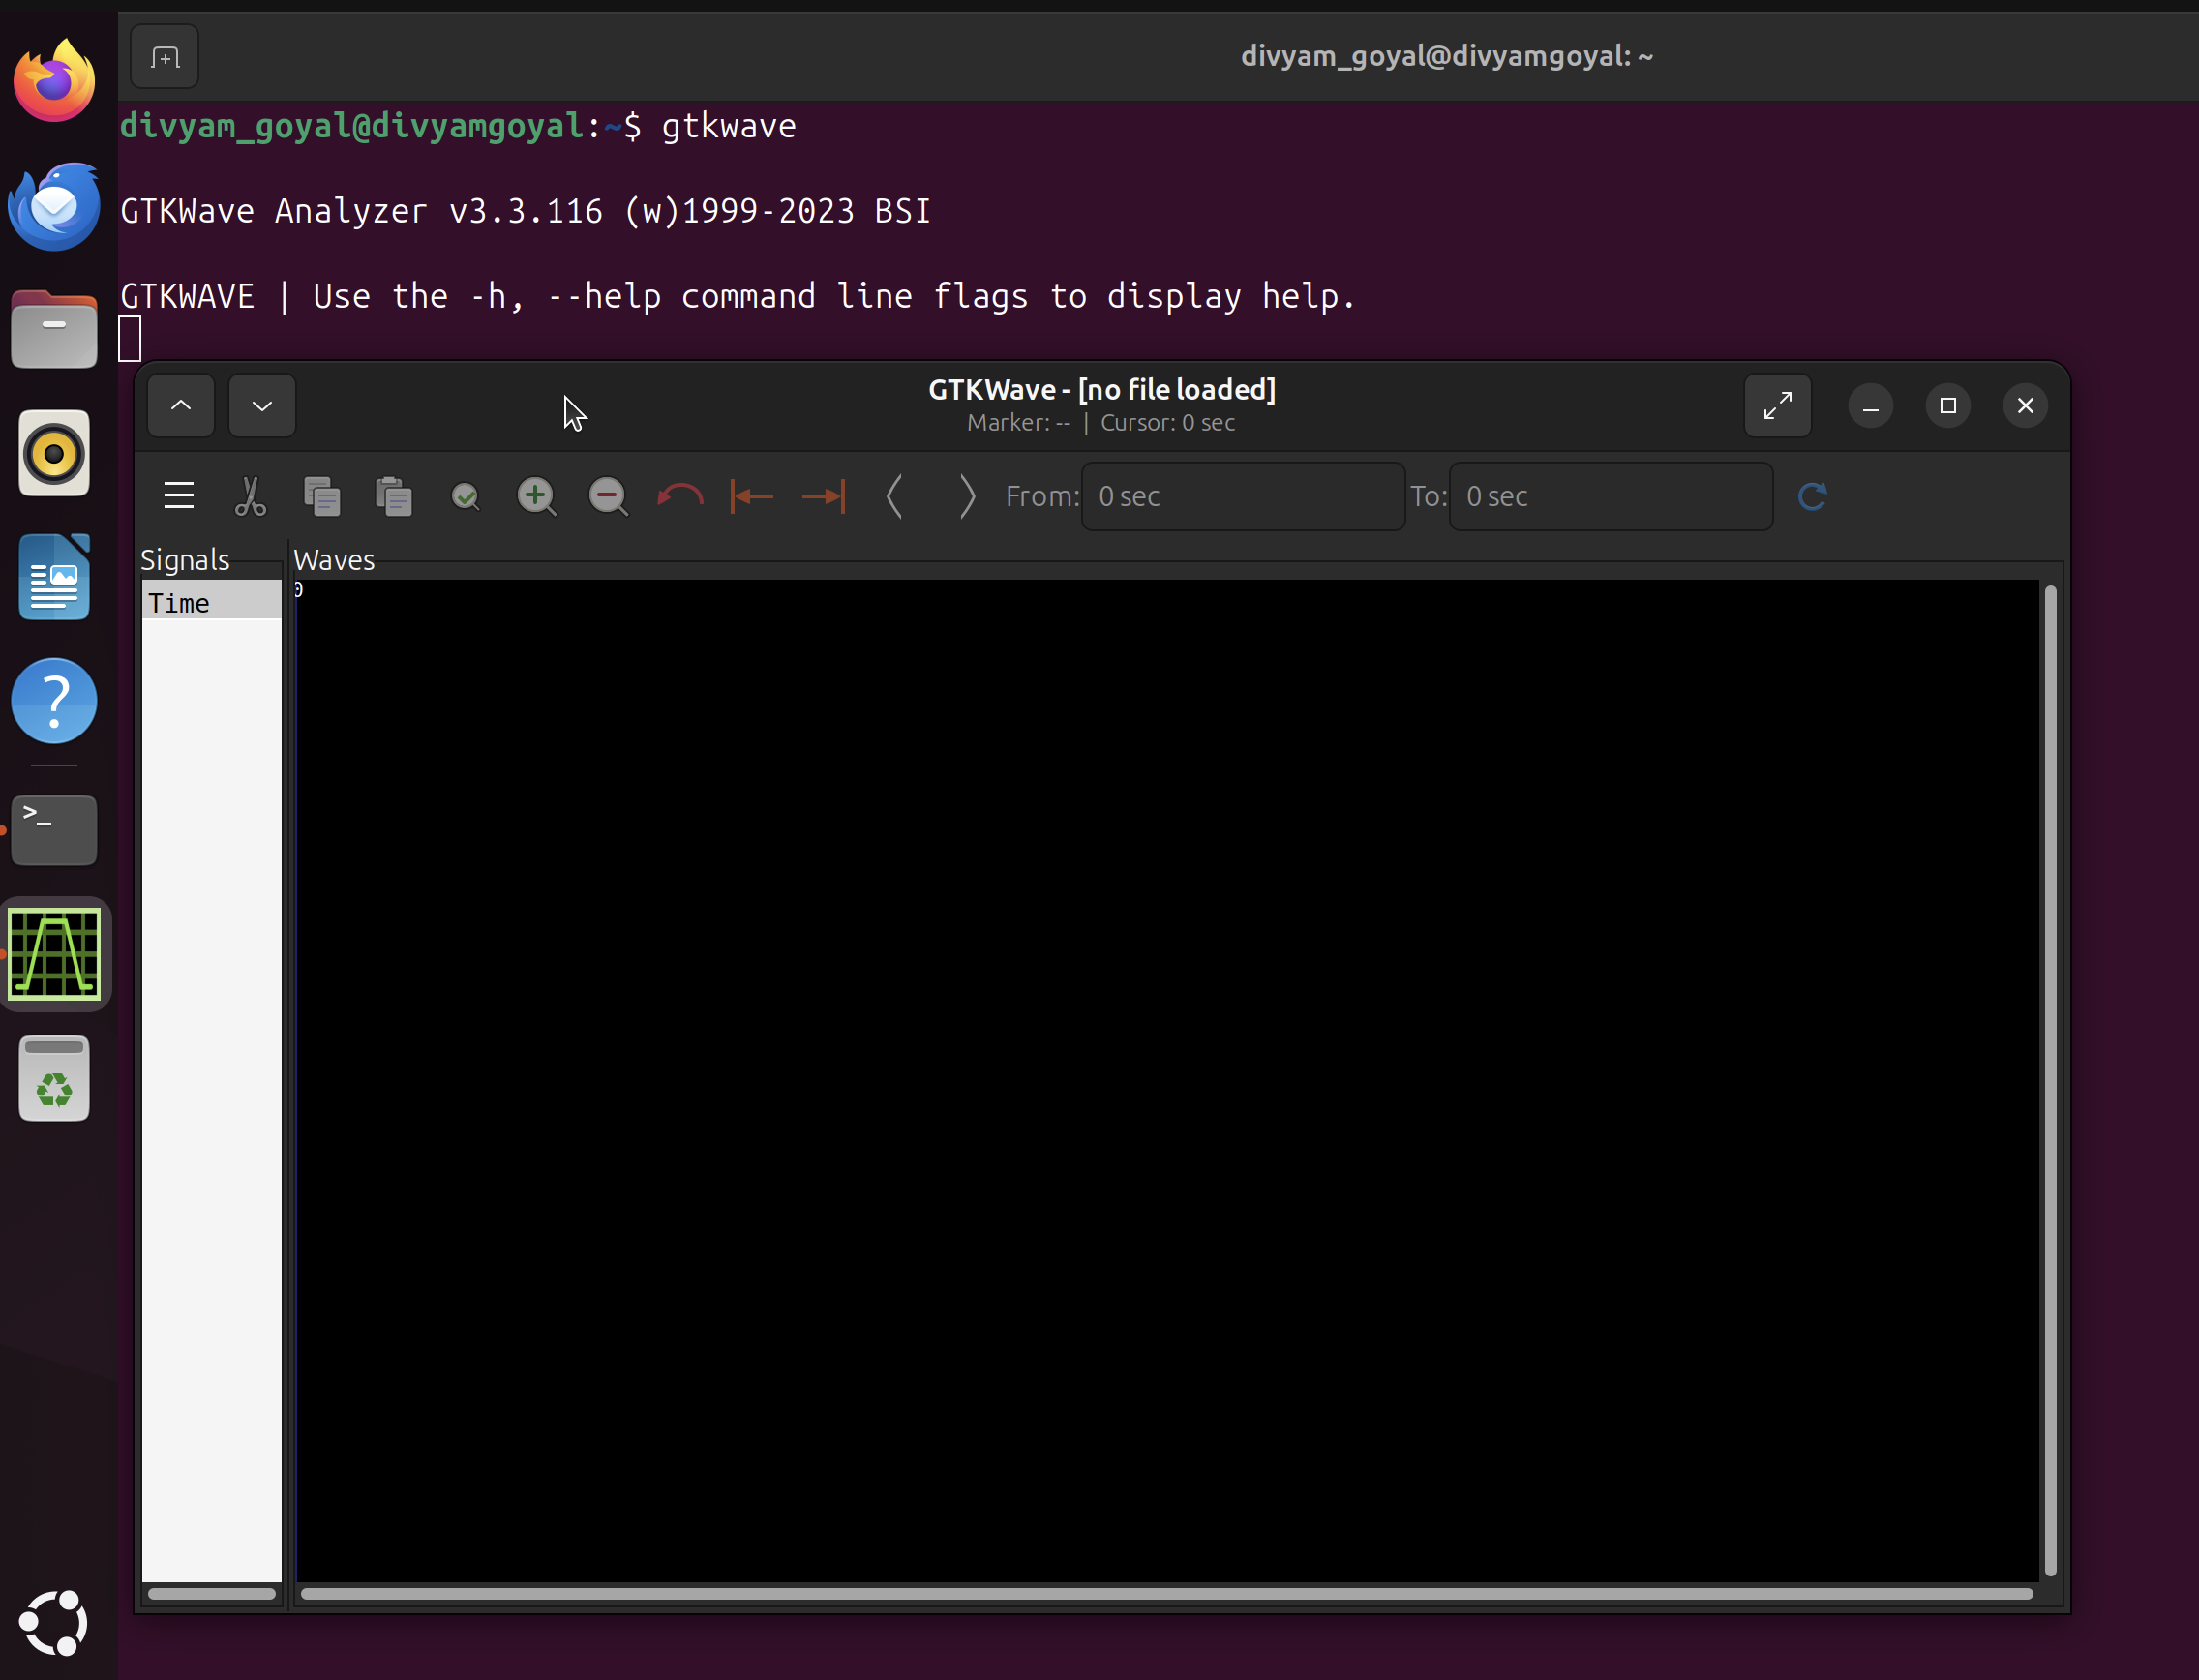 divyam_goyal@divyamgoyal: ~
divyam_goyal@divyamgoyal:~$ gtkwave
GTKWave Analyzer v3.3.116 (w)1999-2023 BSI
GTKWAVE | Use the -h, --help command line flags to display help.
GTKWave - [no file loaded]
Marker: -- | Cursor: 0 sec
From: 0 sec To: 0 sec
Signals Waves
Time 0